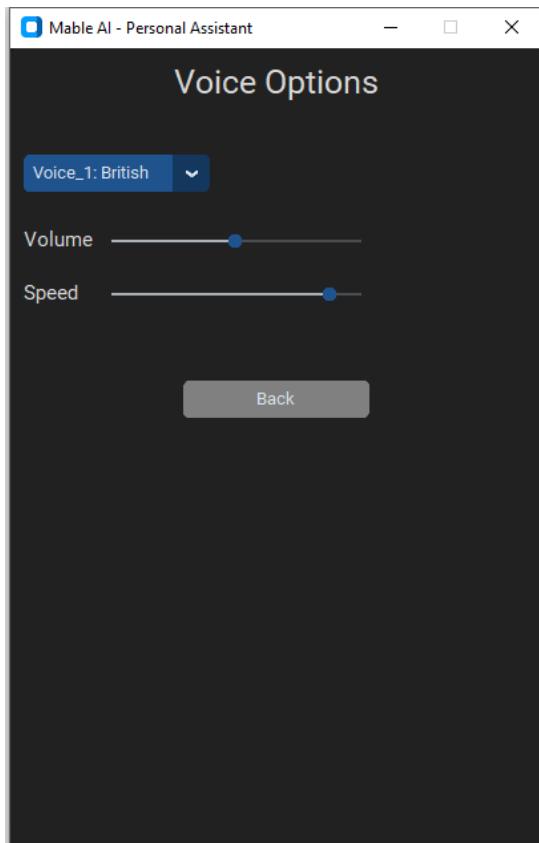 Mable AI - Personal Assistant
Voice Options
Voice_1: British
Volume
Speed
Back